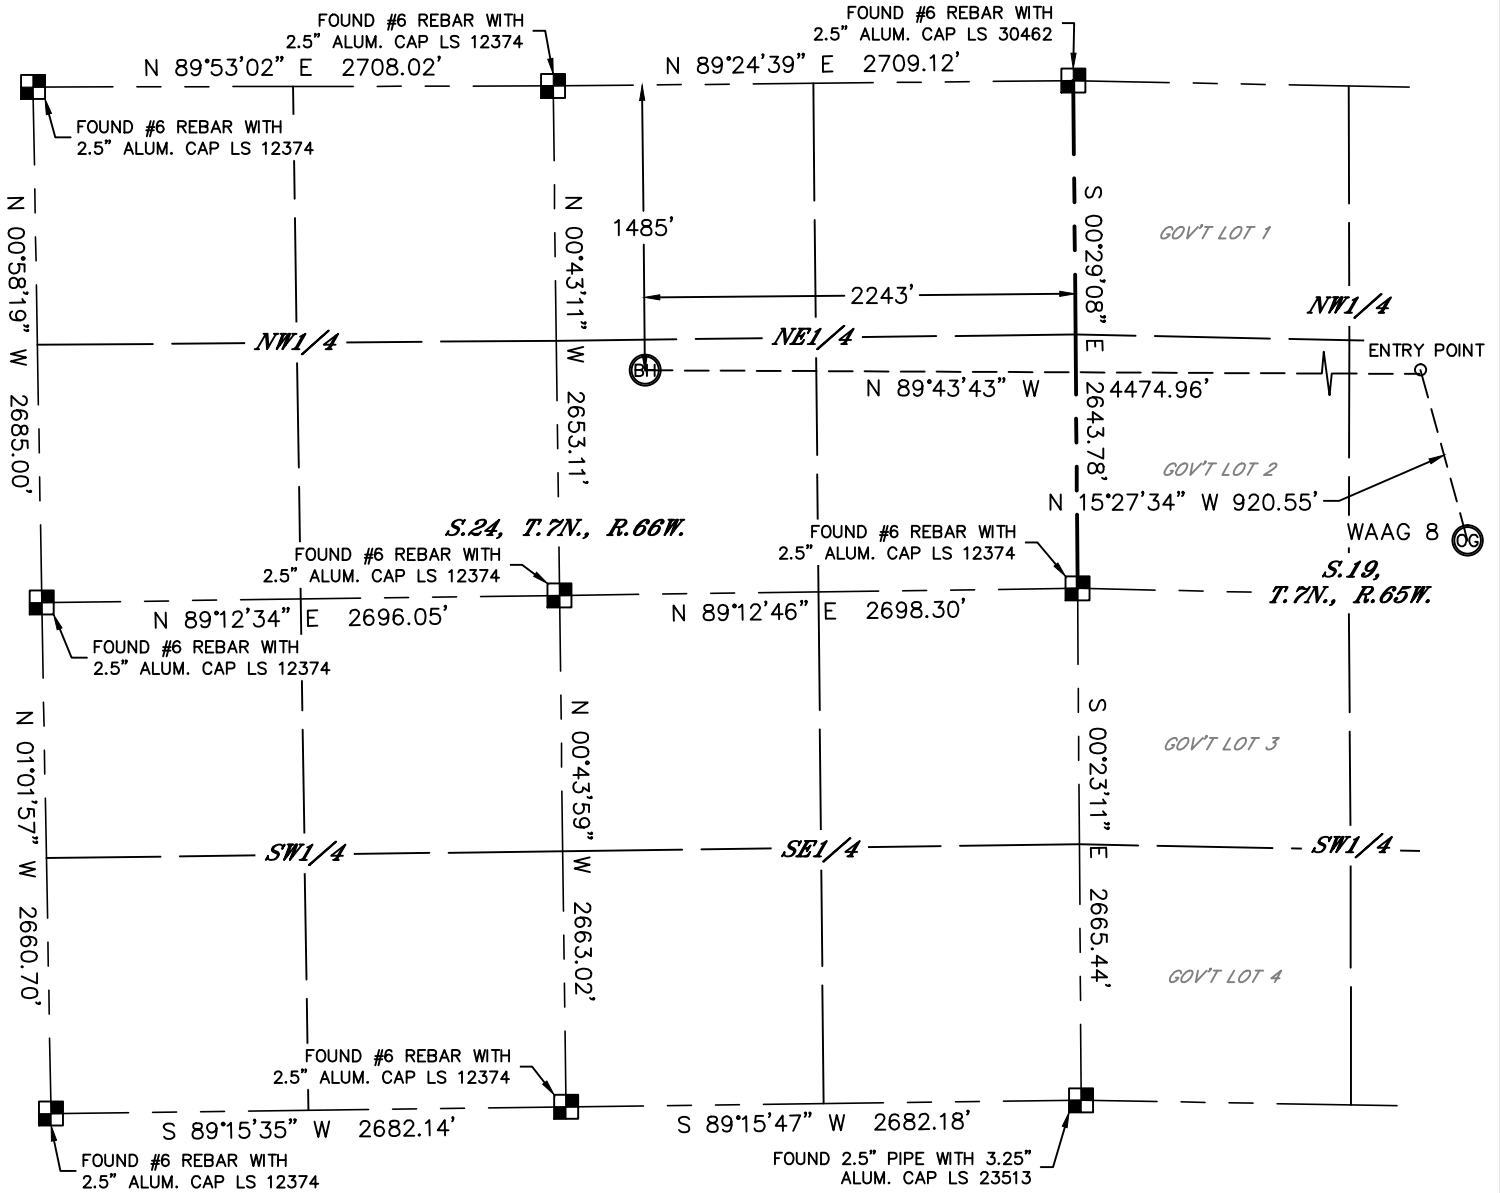 FOUND #6 REBAR WITH
2.5” ALUM. CAP LS 12374
FOUND #6 REBAR WITH
2.5” ALUM. CAP LS 30462
N 89°53’02” E 2708.02’
N 89°24’39” E 2709.12’
FOUND #6 REBAR WITH
2.5” ALUM. CAP LS 12374
N 00°58’19” W 2685.00’
N 00°43’11” W 2653.11’
1485’
2243’
S 00°29’08” E 2643.78’
GOV’T LOT 1
NW1/4
NE1/4
NW1/4
ENTRY POINT
BH
N 89°43’43” W 4474.96’
GOV’T LOT 2
N 15°27’34” W 920.55’
S.24, T.7N., R.66W.
WAAG 8
OG
FOUND #6 REBAR WITH
2.5” ALUM. CAP LS 12374
FOUND #6 REBAR WITH
2.5” ALUM. CAP LS 12374
S.19,
T.7N., R.65W.
N 89°12’34” E 2696.05’
N 89°12’46” E 2698.30’
FOUND #6 REBAR WITH
2.5” ALUM. CAP LS 12374
N 01°01’57” W 2660.70’
N 00°43’59” W 2663.02’
S 00°23’11” E 2665.44’
GOV’T LOT 3
SW1/4
SE1/4
SW1/4
GOV’T LOT 4
FOUND #6 REBAR WITH
2.5” ALUM. CAP LS 12374
S 89°15’35” W 2682.14’
S 89°15’47” W 2682.18’
FOUND #6 REBAR WITH
2.5” ALUM. CAP LS 12374
FOUND 2.5” PIPE WITH 3.25”
ALUM. CAP LS 23513